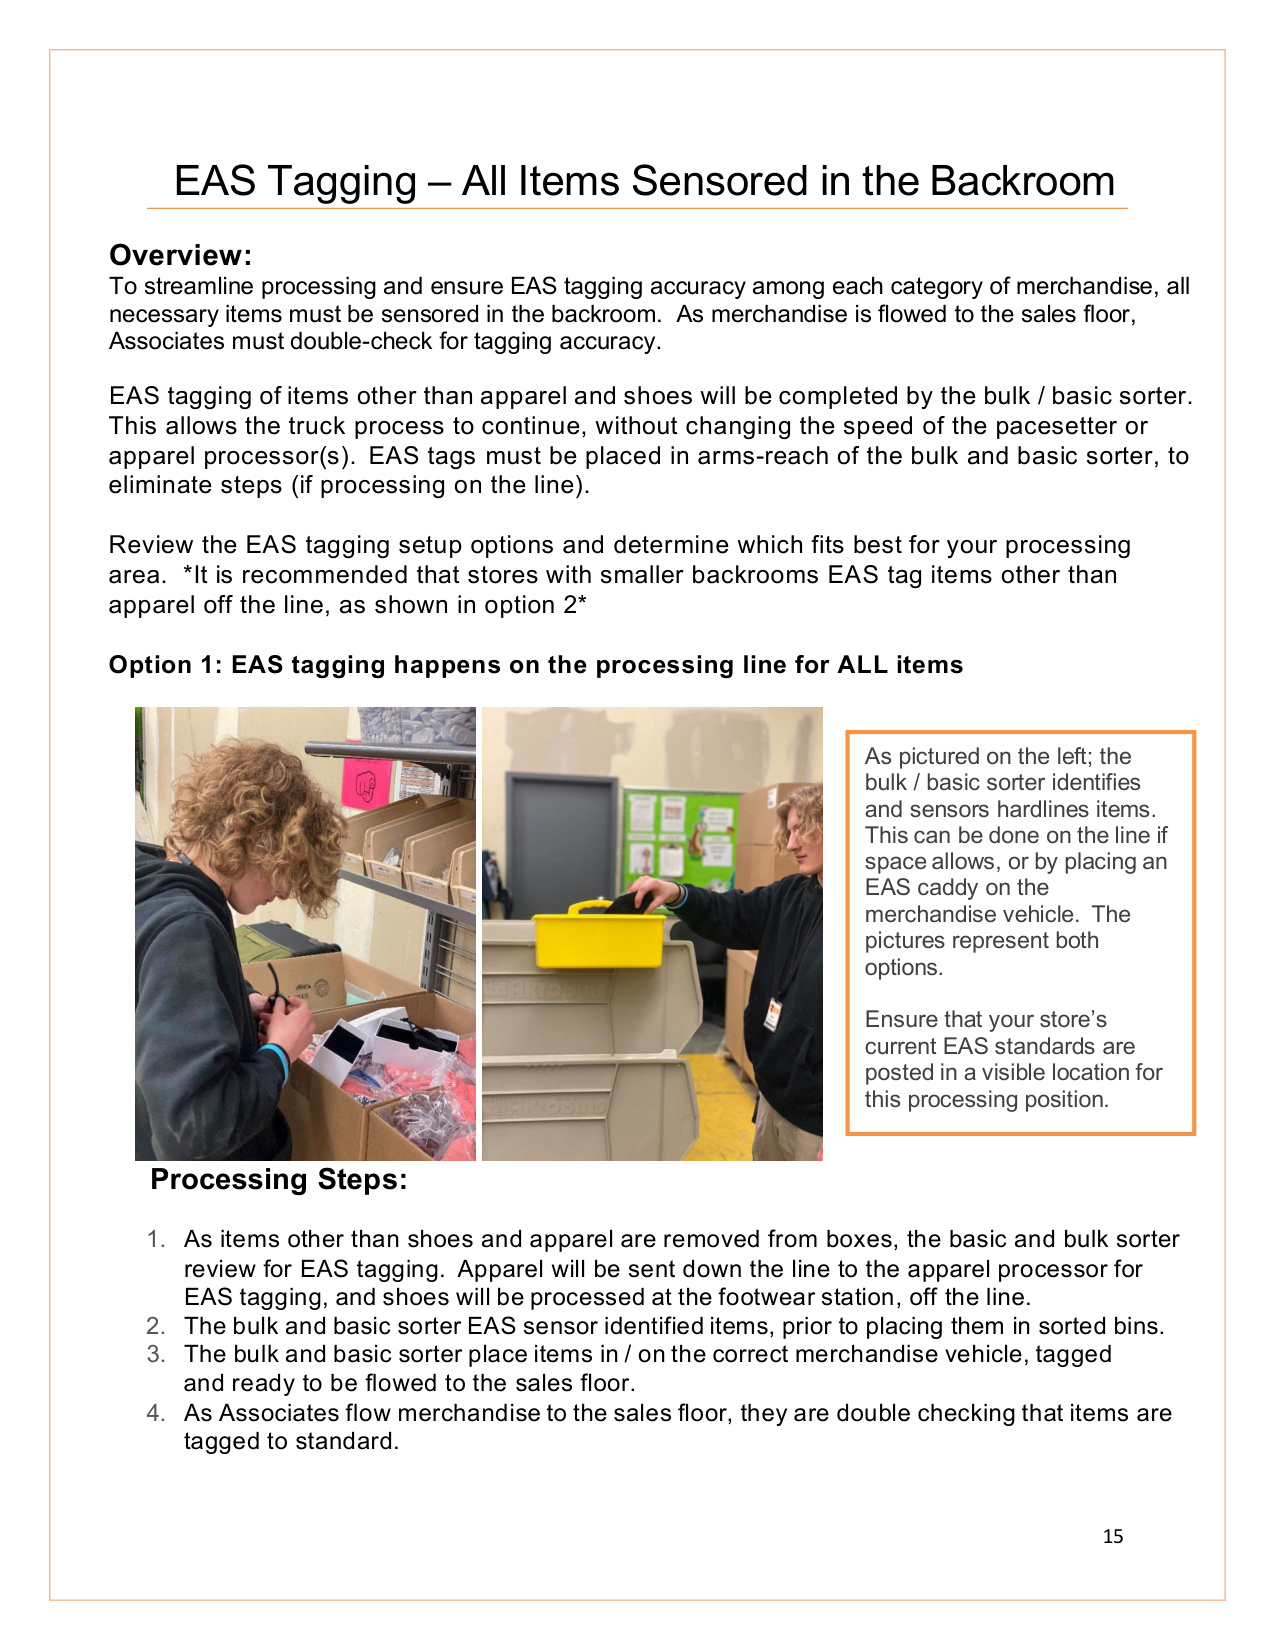 EAS Tagging – All Items Sensored in the Backroom
Overview:
To streamline processing and ensure EAS tagging accuracy among each category of merchandise, all
necessary items must be sensored in the backroom.  As merchandise is flowed to the sales floor,
Associates must double-check for tagging accuracy.
EAS tagging of items other than apparel and shoes will be completed by the bulk / basic sorter.
This allows the truck process to continue, without changing the speed of the pacesetter or
apparel processor(s).  EAS tags must be placed in arms-reach of the bulk and basic sorter, to
eliminate steps (if processing on the line).
Review the EAS tagging setup options and determine which fits best for your processing
area.  *It is recommended that stores with smaller backrooms EAS tag items other than
apparel off the line, as shown in option 2*
Option 1: EAS tagging happens on the processing line for ALL items
As pictured on the left; the
bulk / basic sorter identifies
and sensors hardlines items.
This can be done on the line if
space allows, or by placing an
EAS caddy on the
merchandise vehicle.  The
pictures represent both
options.
Ensure that your store’s
current EAS standards are
posted in a visible location for
this processing position.
Processing Steps:
1. As items other than shoes and apparel are removed from boxes, the basic and bulk sorter
review for EAS tagging.  Apparel will be sent down the line to the apparel processor for
EAS tagging, and shoes will be processed at the footwear station, off the line.
2. The bulk and basic sorter EAS sensor identified items, prior to placing them in sorted bins.
3. The bulk and basic sorter place items in / on the correct merchandise vehicle, tagged
and ready to be flowed to the sales floor.
4. As Associates flow merchandise to the sales floor, they are double checking that items are
tagged to standard.
15